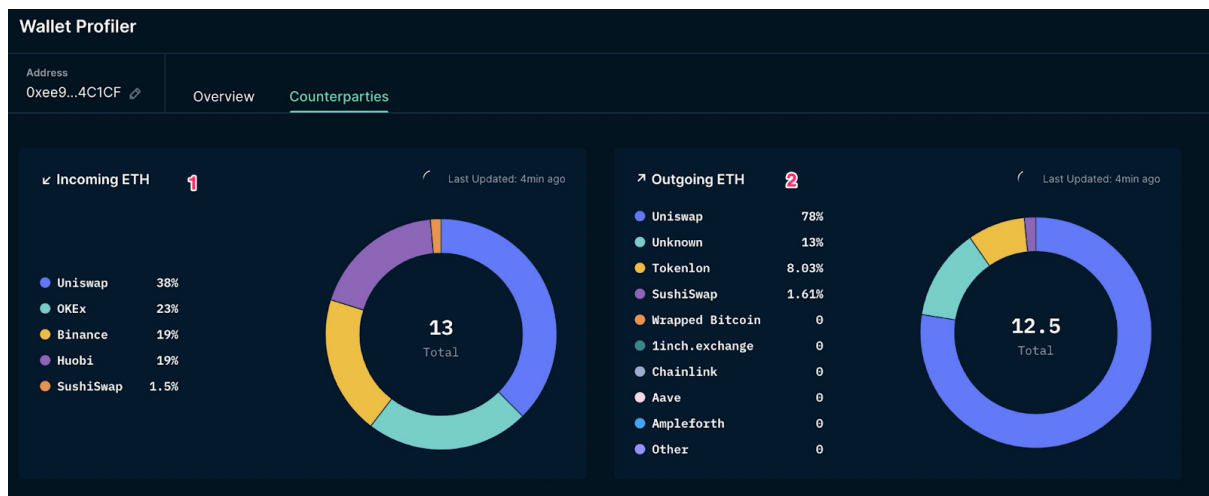 Wallet Profiler
Address
0xee9...4C1CF
Overview
Counterparties
↙ Incoming ETH
1
Last Updated: 4min ago
Uniswap 38%
OKEx 23%
Binance 19%
Huobi 19%
SushiSwap 1.5%
13
Total
↗ Outgoing ETH
2
Last Updated: 4min ago
Uniswap 78%
Unknown 13%
Tokenlon 8.03%
SushiSwap 1.61%
Wrapped Bitcoin 0
1inch.exchange 0
Chainlink 0
Aave 0
Ampleforth 0
Other 0
12.5
Total